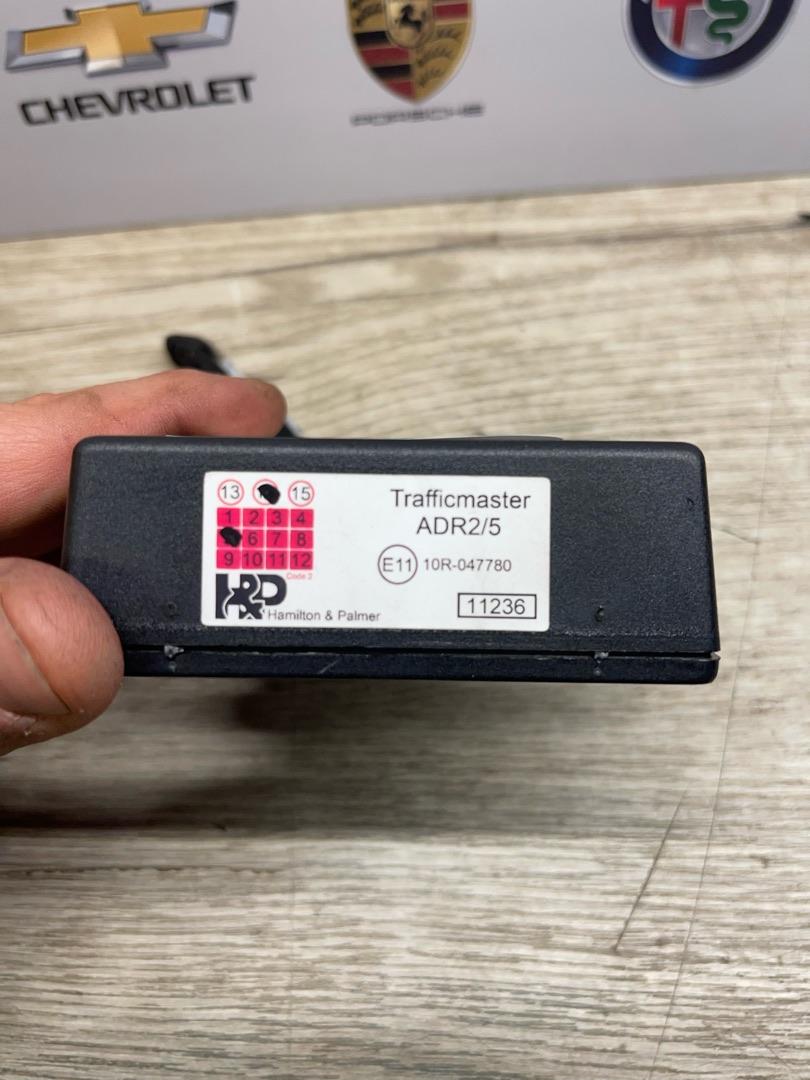 CHEVROLET
PORSCHE
13 15
Trafficmaster
ADR2/5
1 2 3 4
6 7 8
9 10 11 12
E11 10R-047780
Code 2
H&P
Hamilton & Palmer
11236